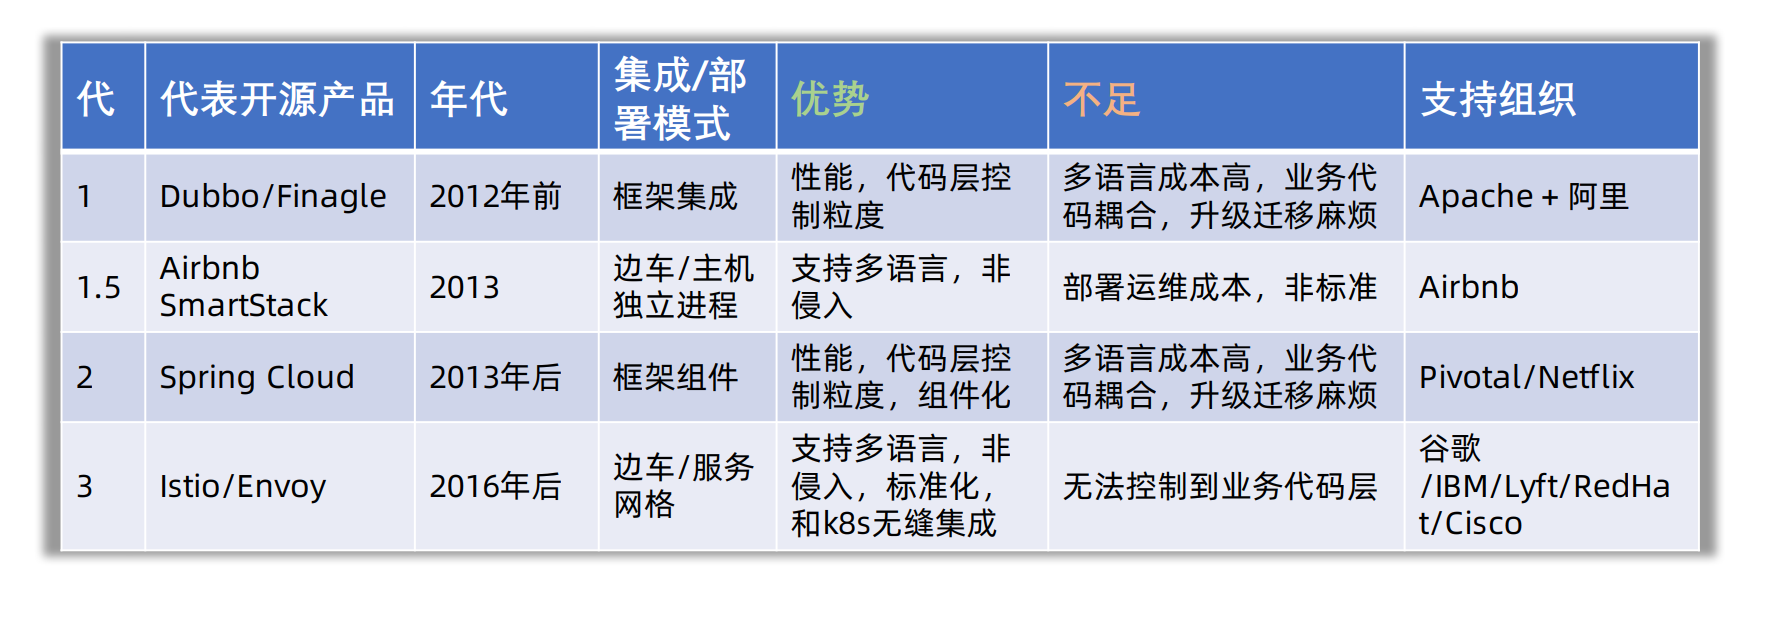 代
代表开源产品
年代
集成/部
署模式
优势
不足
支持组织
1
Dubbo/Finagle
2012年前
框架集成
性能，代码层控
制粒度
多语言成本高，业务代
码耦合，升级迁移麻烦
Apache + 阿里
1.5
Airbnb
SmartStack
2013
边车/主机
独立进程
支持多语言，非
侵入
部署运维成本，非标准
Airbnb
2
Spring Cloud
2013年后
框架组件
性能，代码层控
制粒度，组件化
多语言成本高，业务代
码耦合，升级迁移麻烦
Pivotal/Netflix
3
Istio/Envoy
2016年后
边车/服务
网格
支持多语言，非
侵入，标准化，
和k8s无缝集成
无法控制到业务代码层
谷歌
/IBM/Lyft/RedHa
t/Cisco